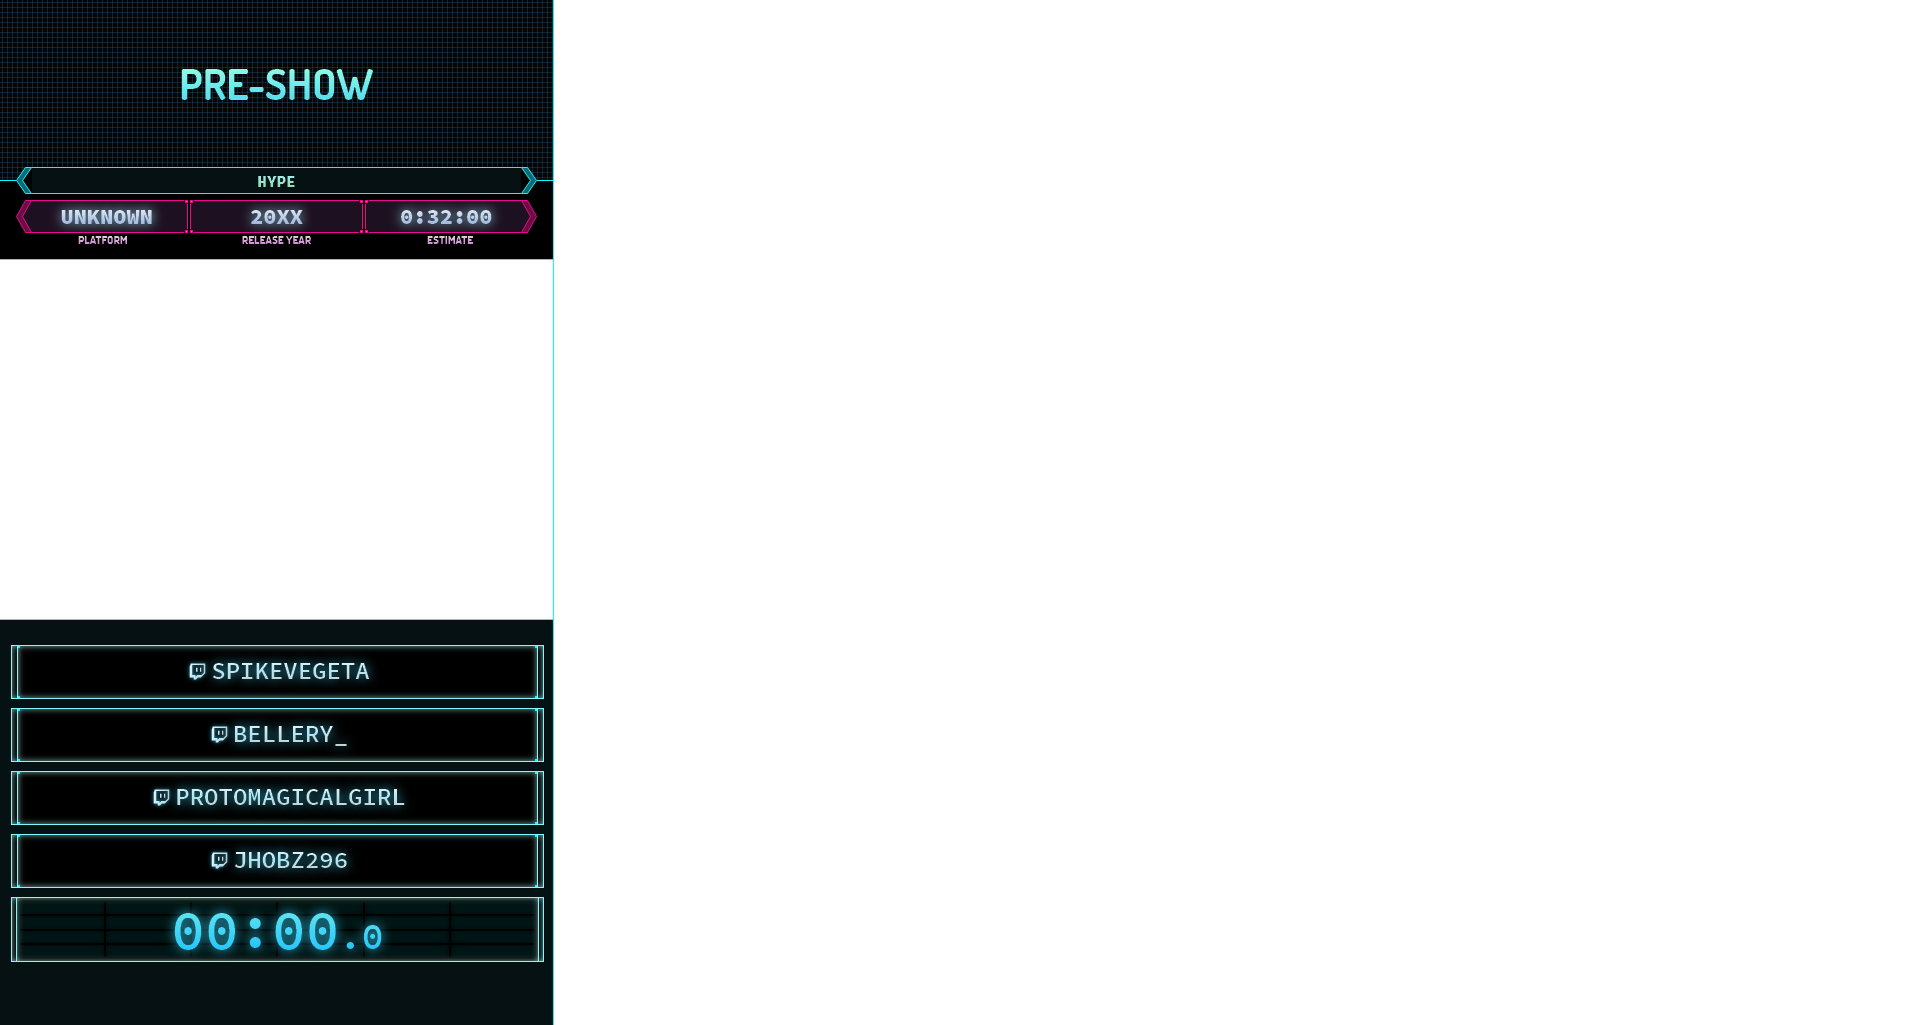 PRE-SHOW
HYPE
UNKNOWN 20XX 0:32:00
PLATFORM RELEASE YEAR ESTIMATE
SPIKEVEGETA
BELLERY_
PROTOMAGICALGIRL
JHOBZ296
00:00.0